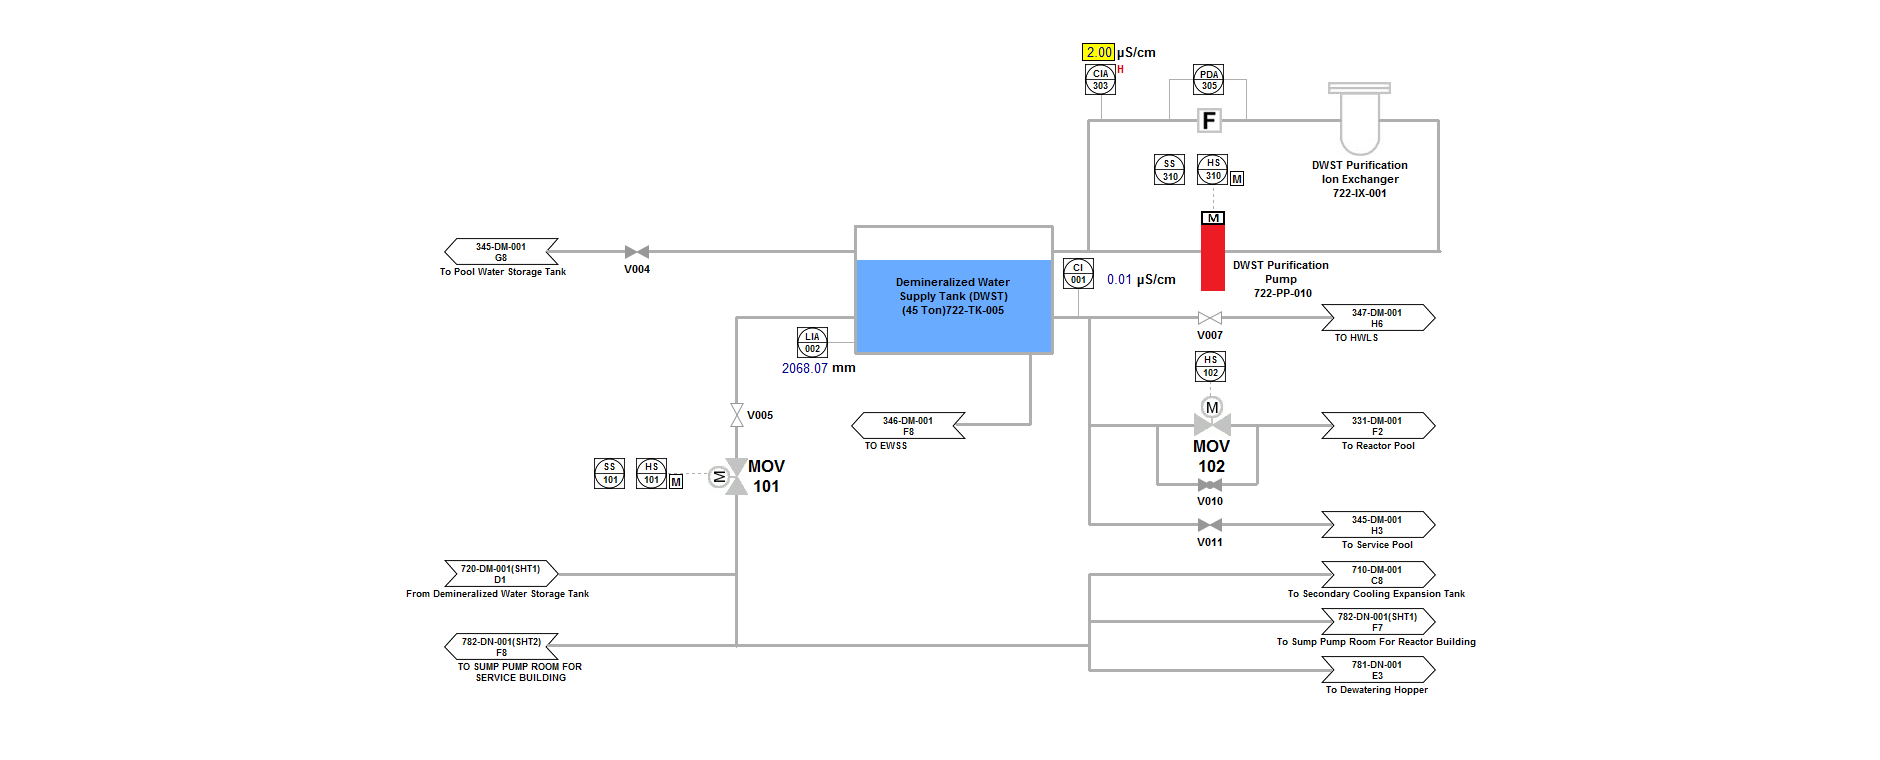 2.00 µS/cm
CIA
303
H
PDA
305
F
SS
310
HS
310
M
DWST Purification
Ion Exchanger
722-IX-001
M
345-DM-001
G8
To Pool Water Storage Tank
V004
Demineralized Water
Supply Tank (DWST)
(45 Ton)722-TK-005
CI
001
0.01 µS/cm
DWST Purification
Pump
722-PP-010
LIA
002
2068.07 mm
V007
347-DM-001
H6
TO HWLS
HS
102
M
MOV
102
V010
331-DM-001
F2
To Reactor Pool
V005
346-DM-001
F8
TO EWSS
SS
101
HS
101
M
M
MOV
101
V011
345-DM-001
H3
To Service Pool
720-DM-001(SHT1)
D1
From Demineralized Water Storage Tank
710-DM-001
C8
To Secondary Cooling Expansion Tank
782-DN-001(SHT1)
F7
To Sump Pump Room For Reactor Building
782-DN-001(SHT2)
F8
TO SUMP PUMP ROOM FOR
SERVICE BUILDING
781-DN-001
E3
To Dewatering Hopper